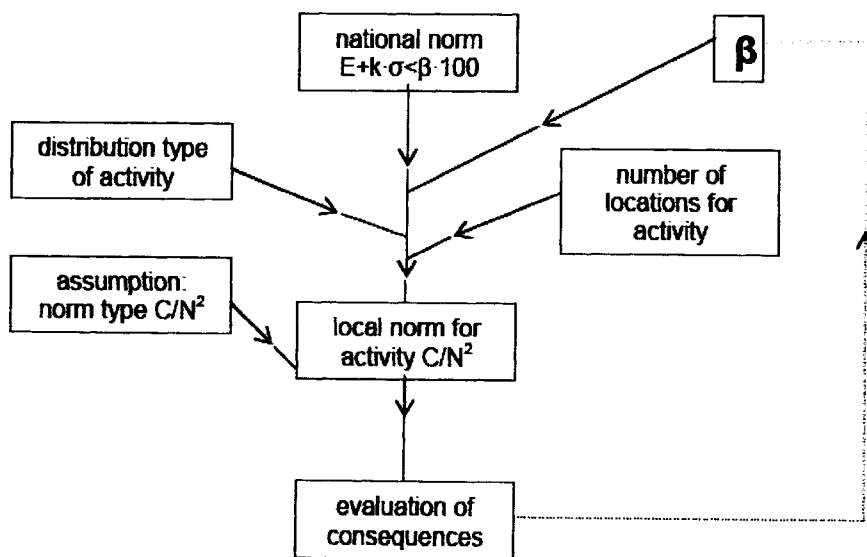 national norm
E+k·σ<β·100
β
distribution type
of activity
number of
locations for
activity
assumption:
norm type C/N²
local norm for
activity C/N²
evaluation of
consequences